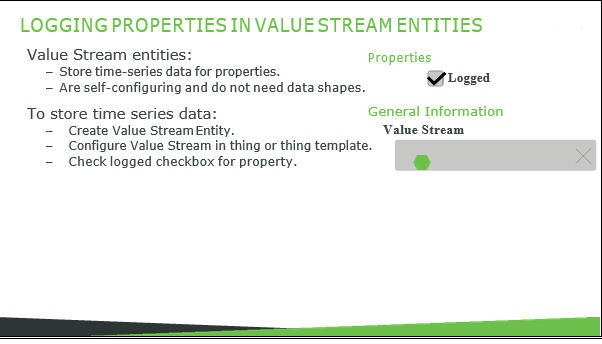 LOGGING PROPERTIES IN VALUE STREAM ENTITIES
Value Stream entities:
– Store time-series data for properties.
– Are self-configuring and do not need data shapes.
To store time series data:
– Create Value Stream Entity.
– Configure Value Stream in thing or thing template.
– Check logged checkbox for property.
Properties
Logged
General Information
Value Stream